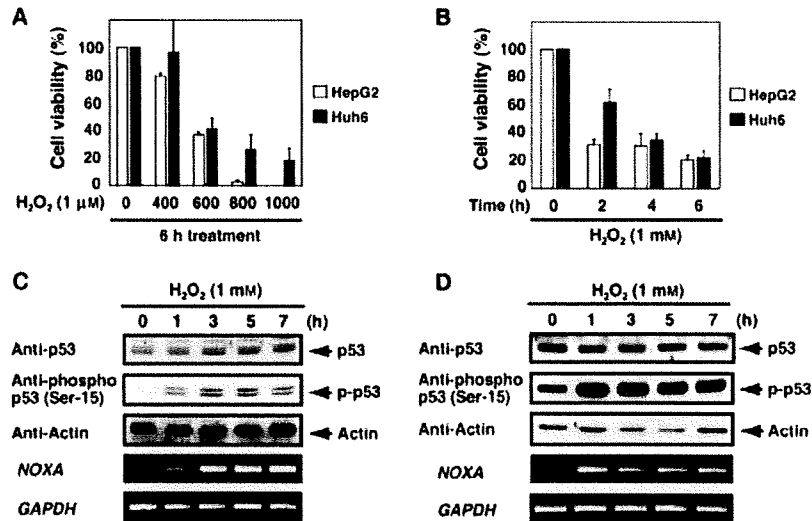 A
Cell viability (%)
100
80
60
40
20
0
HepG2
Huh6
0 400 600 800 1000
H₂O₂ (1 µM)
6 h treatment
B
Cell viability (%)
100
80
60
40
20
0
HepG2
Huh6
Time (h) 0 2 4 6
H₂O₂ (1 mM)
C
H₂O₂ (1 mM)
0 1 3 5 7 (h)
Anti-p53 p53
Anti-phospho
p53 (Ser-15) p-p53
Anti-Actin Actin
NOXA
GAPDH
D
H₂O₂ (1 mM)
0 1 3 5 7 (h)
Anti-p53 p53
Anti-phospho
p53 (Ser-15) p-p53
Anti-Actin Actin
NOXA
GAPDH